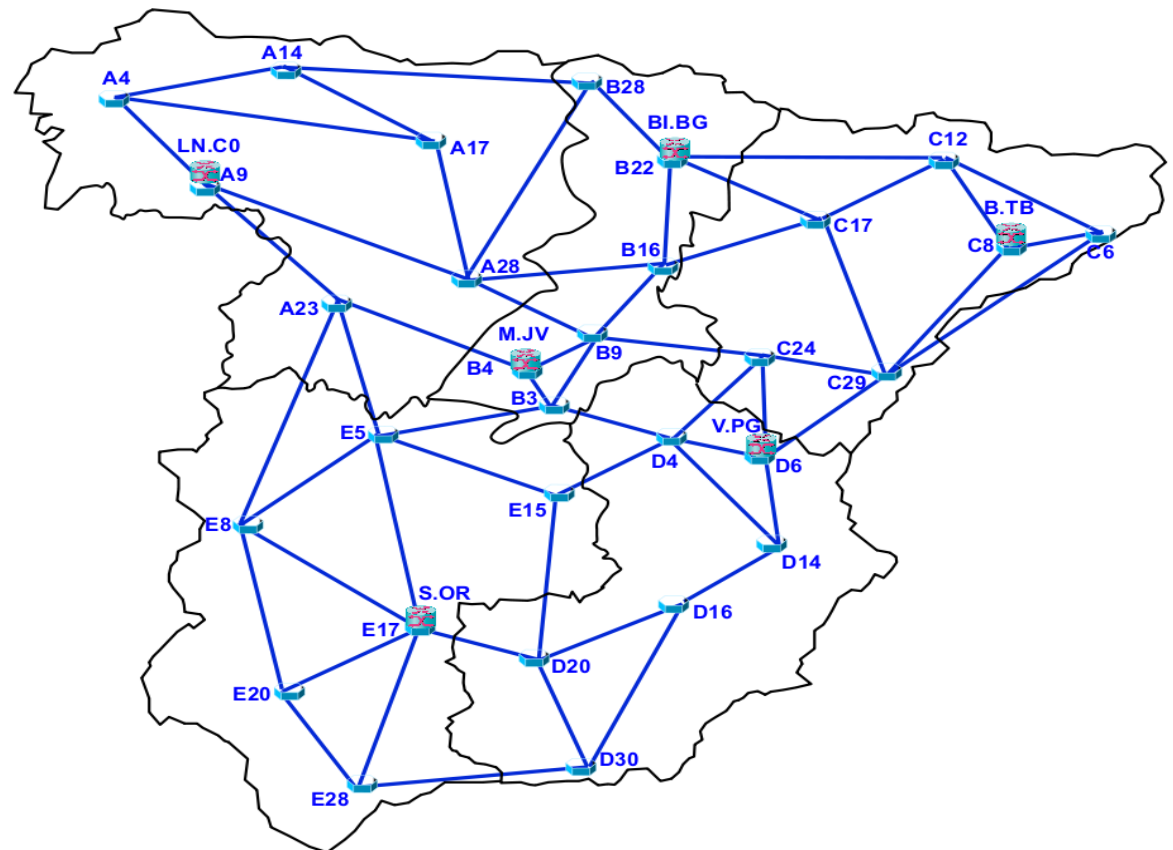 A14
A4
B28
BI.BG
C12
LN.C0
A17
B22
A9
B.TB
C17
C8
C6
B16
A28
A23
M.JV
B9
C24
B4
C29
B3
V.PG
E5
D4
D6
E15
E8
D14
S.OR
D16
E17
D20
E20
D30
E28